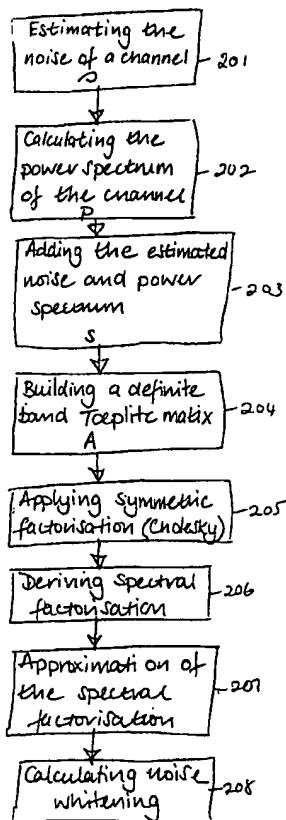 Estimating the
noise of a channel
σ
201
Calculating the
power spectrum
of the channel
P
202
Adding the estimated
noise and power
spectrum
S
203
Building a definite
band Toeplite matix
A
204
Applying symmetric
factorisation (Cholesky)
205
Deriving spectral
factorisation
206
Approximation of
the spectral
factorisation
207
Calculating noise
whitening
208